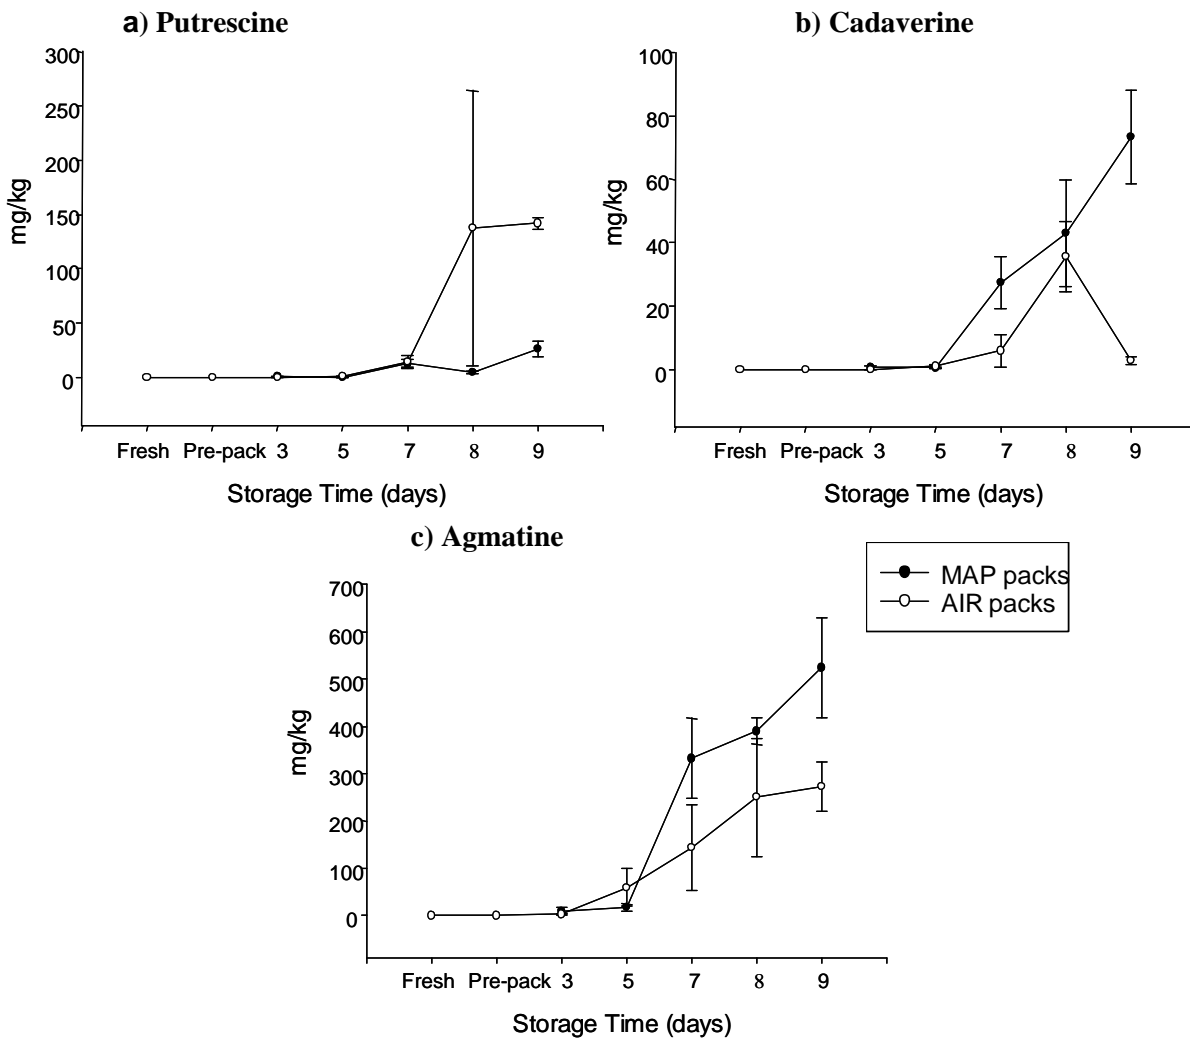 a) Putrescine
300
250
200
150
100
50
0
mg/kg
Fresh Pre-pack 3 5 7 8 9
Storage Time (days)
b) Cadaverine
100
80
60
40
20
0
mg/kg
Fresh Pre-pack 3 5 7 8 9
Storage Time (days)
c) Agmatine
700
600
500
400
300
200
100
0
mg/kg
Fresh Pre-pack 3 5 7 8 9
Storage Time (days)
MAP packs
AIR packs